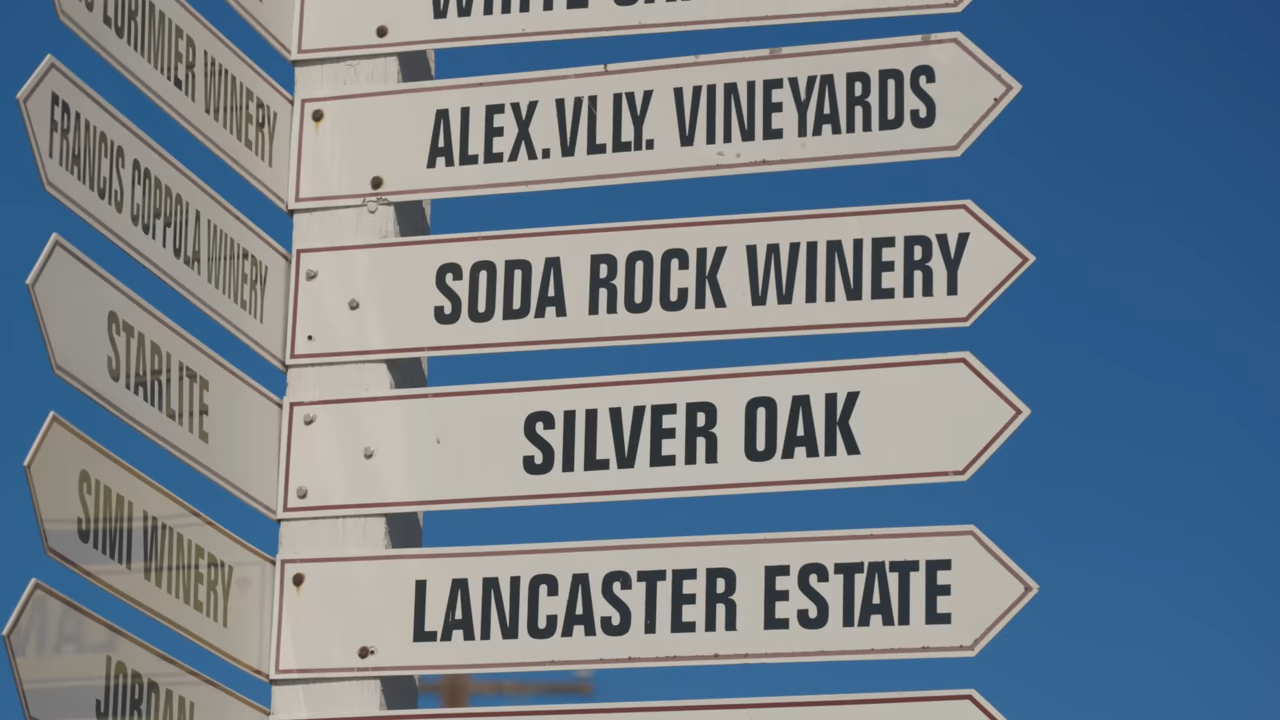 LORIMIER WINERY
FRANCIS COPPOLA WINERY
STARLITE
SIMI WINERY
JORDAN
WHITE
ALEX.VLLY. VINEYARDS
SODA ROCK WINERY
SILVER OAK
LANCASTER ESTATE